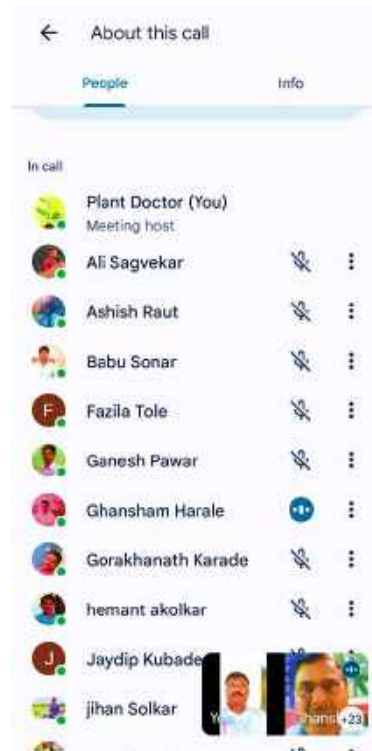 About this call
People
Info
In call
Plant Doctor (You)
Meeting host
Ali Sagvekar
Ashish Raut
Babu Sonar
F
Fazila Tole
Ganesh Pawar
Ghansham Harale
Gorakhanath Karade
hemant akolkar
J
Jaydip Kubade
jihan Solkar
+23